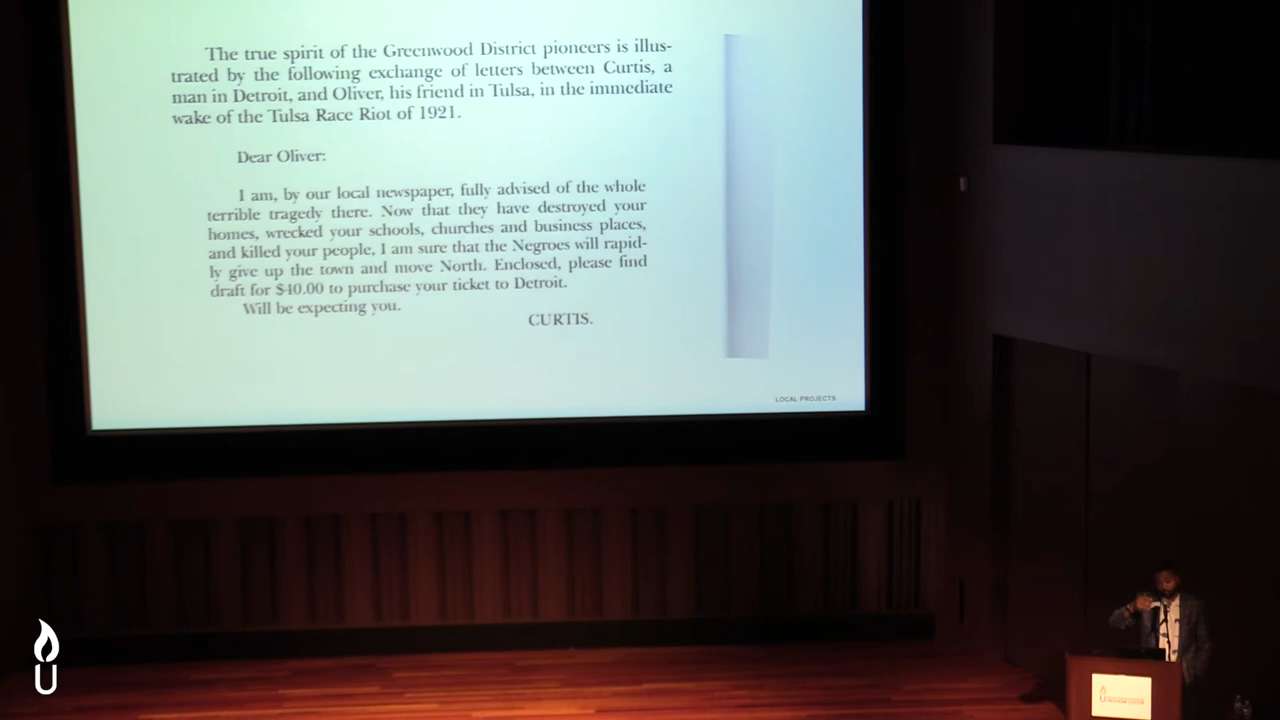 The true spirit of the Greenwood District pioneers is illus-
trated by the following exchange of letters between Curtis, a
man in Detroit, and Oliver, his friend in Tulsa, in the immediate
wake of the Tulsa Race Riot of 1921.
Dear Oliver:
I am, by our local newspaper, fully advised of the whole
terrible tragedy there. Now that they have destroyed your
homes, wrecked your schools, churches and business places,
and killed your people, I am sure that the Negroes will rapid-
ly give up the town and move North. Enclosed, please find
draft for $40.00 to purchase your ticket to Detroit.
Will be expecting you.
CURTIS.
LOCAL PROJECTS
U